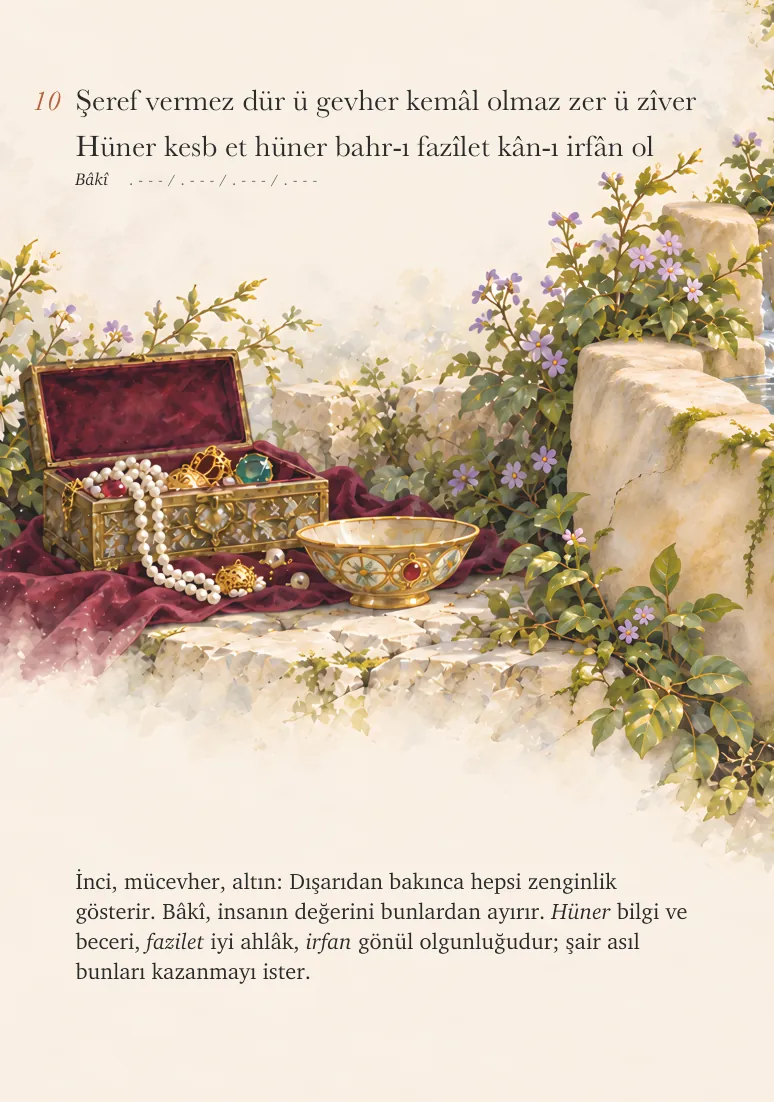 10 Şeref vermez dür ü gevher kemâl olmaz zer ü zîver
Hüner kesb et hüner bahr-ı fazîlet kân-ı irfân ol
Bâkî . - - - / . - - - / . - - - / . - - -
İnci, mücevher, altın: Dışarıdan bakınca hepsi zenginlik
gösterir. Bâkî, insanın değerini bunlardan ayırır. Hüner bilgi ve
beceri, fazilet iyi ahlâk, irfan gönül olgunluğudur; şair asıl
bunları kazanmayı ister.